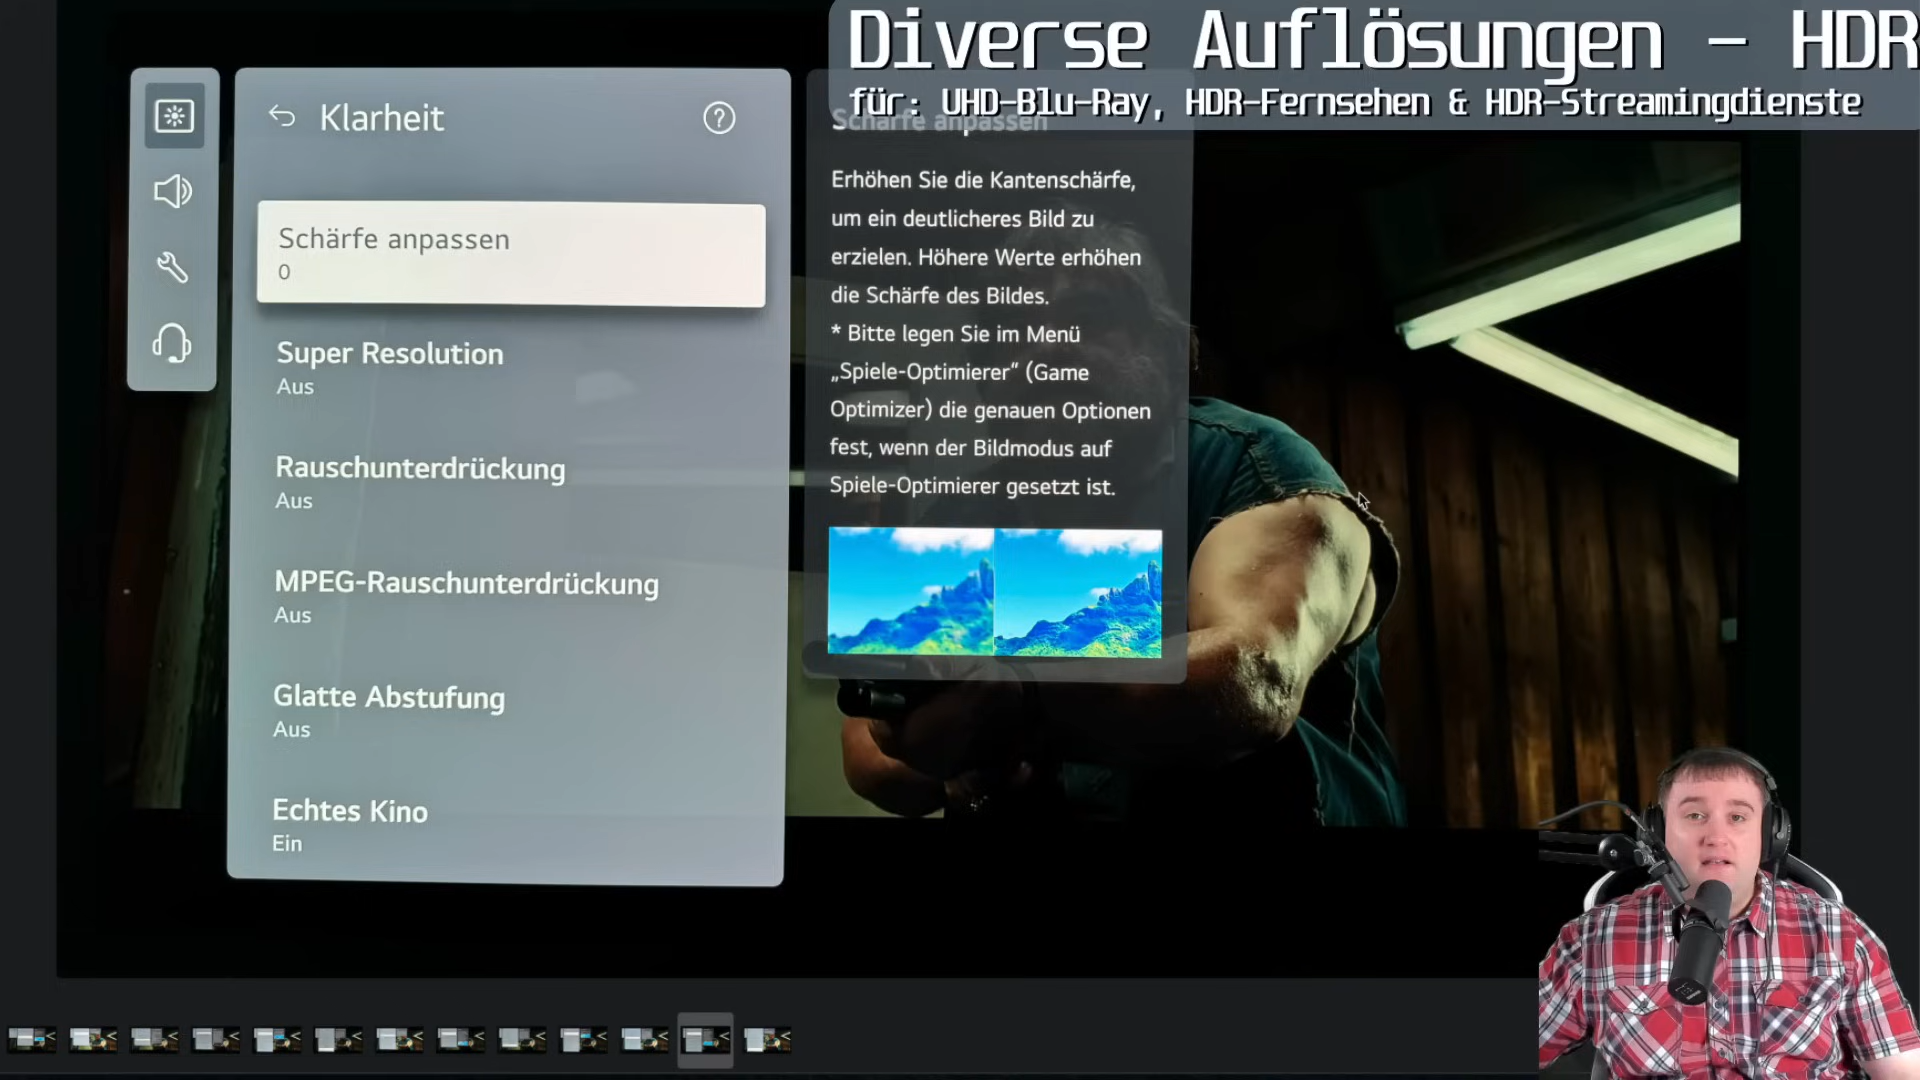 Diverse Auflösungen - HDR
für: UHD-Blu-Ray, HDR-Fernsehen & HDR-Streamingdienste
Klarheit
?
Schärfe anpassen
0
Super Resolution
Aus
Rauschunterdrückung
Aus
MPEG-Rauschunterdrückung
Aus
Glatte Abstufung
Aus
Echtes Kino
Ein
Schärfe anpassen
Erhöhen Sie die Kantenschärfe,
um ein deutlicheres Bild zu
erzielen. Höhere Werte erhöhen
die Schärfe des Bildes.
* Bitte legen Sie im Menü
„Spiele-Optimierer“ (Game
Optimizer) die genauen Optionen
fest, wenn der Bildmodus auf
Spiele-Optimierer gesetzt ist.